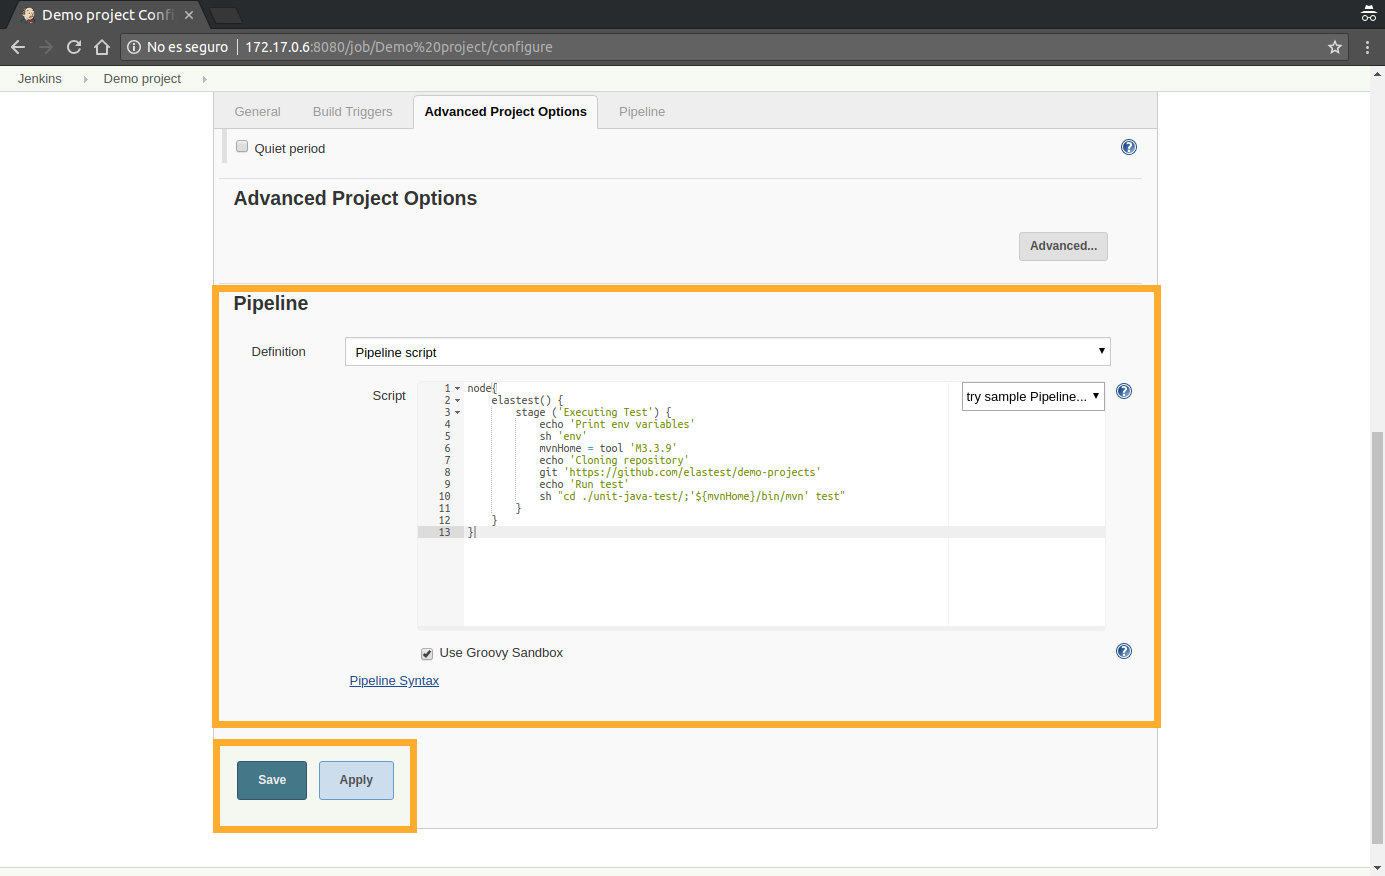 Demo project Confi
No es seguro
172.17.0.6:8080/job/Demo%20project/configure
Jenkins
Demo project
General
Build Triggers
Advanced Project Options
Pipeline
Quiet period
Advanced Project Options
Advanced...
Pipeline
Definition
Pipeline script
Script
try sample Pipeline...
1 node{
2 elastest() {
3 stage ('Executing Test') {
4 echo 'Print env variables'
5 sh 'env'
6 mvnHome = tool 'M3.3.9'
7 echo 'Cloning repository'
8 git 'https://github.com/elastest/demo-projects'
9 echo 'Run test'
10 sh "cd ./unit-java-test/;'${mvnHome}/bin/mvn' test"
11 }
12 }
13 }
Use Groovy Sandbox
Pipeline Syntax
Save
Apply